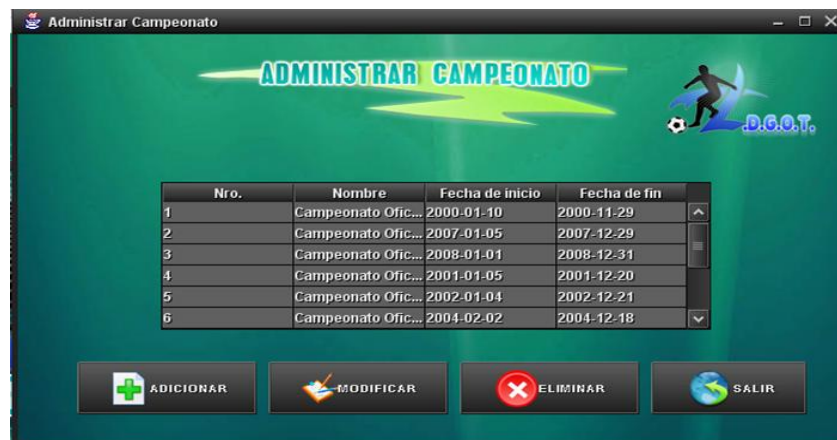 Administrar Campeonato
ADMINISTRAR CAMPEONATO
L.D.G.O.T.
Nro. Nombre Fecha de inicio Fecha de fin
1 Campeonato Ofic... 2000-01-10 2000-11-29
2 Campeonato Ofic... 2007-01-05 2007-12-29
3 Campeonato Ofic... 2008-01-01 2008-12-31
4 Campeonato Ofic... 2001-01-05 2001-12-20
5 Campeonato Ofic... 2002-01-04 2002-12-21
6 Campeonato Ofic... 2004-02-02 2004-12-18
ADICIONAR MODIFICAR ELIMINAR SALIR